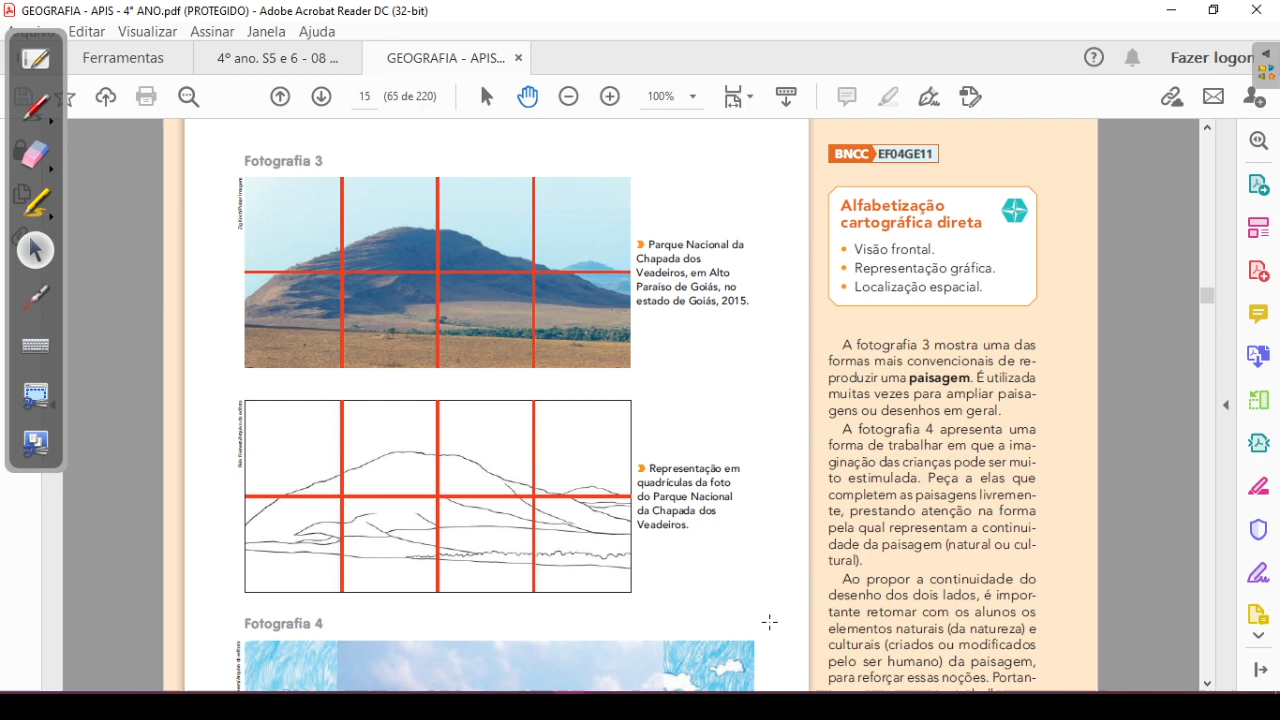 GEOGRAFIA - APIS - 4° ANO.pdf (PROTEGIDO) - Adobe Acrobat Reader DC (32-bit)
Arquivo Editar Visualizar Assinar Janela Ajuda
Ferramentas 4º ano. S5 e 6 - 08 ... GEOGRAFIA - APIS... × Fazer logon
15 (65 de 220) 100%
Fotografia 3
Parque Nacional da
Chapada dos
Veadeiros, em Alto
Paraíso de Goiás, no
estado de Goiás, 2015.
Representação em
quadrículas da foto
do Parque Nacional
da Chapada dos
Veadeiros.
Fotografia 4
BNCC EF04GE11
Alfabetização
cartográfica direta
• Visão frontal.
• Representação gráfica.
• Localização espacial.
A fotografia 3 mostra uma das
formas mais convencionais de re-
produzir uma paisagem. É utilizada
muitas vezes para ampliar paisa-
gens ou desenhos em geral.
A fotografia 4 apresenta uma
forma de trabalhar em que a ima-
ginação das crianças pode ser mui-
to estimulada. Peça a elas que
completem as paisagens livremen-
te, prestando atenção na forma
pela qual representam a continui-
dade da paisagem (natural ou cul-
tural).
Ao propor a continuidade do
desenho dos dois lados, é impor-
tante retomar com os alunos os
elementos naturais (da natureza) e
culturais (criados ou modificados
pelo ser humano) da paisagem,
para reforçar essas noções. Portan-